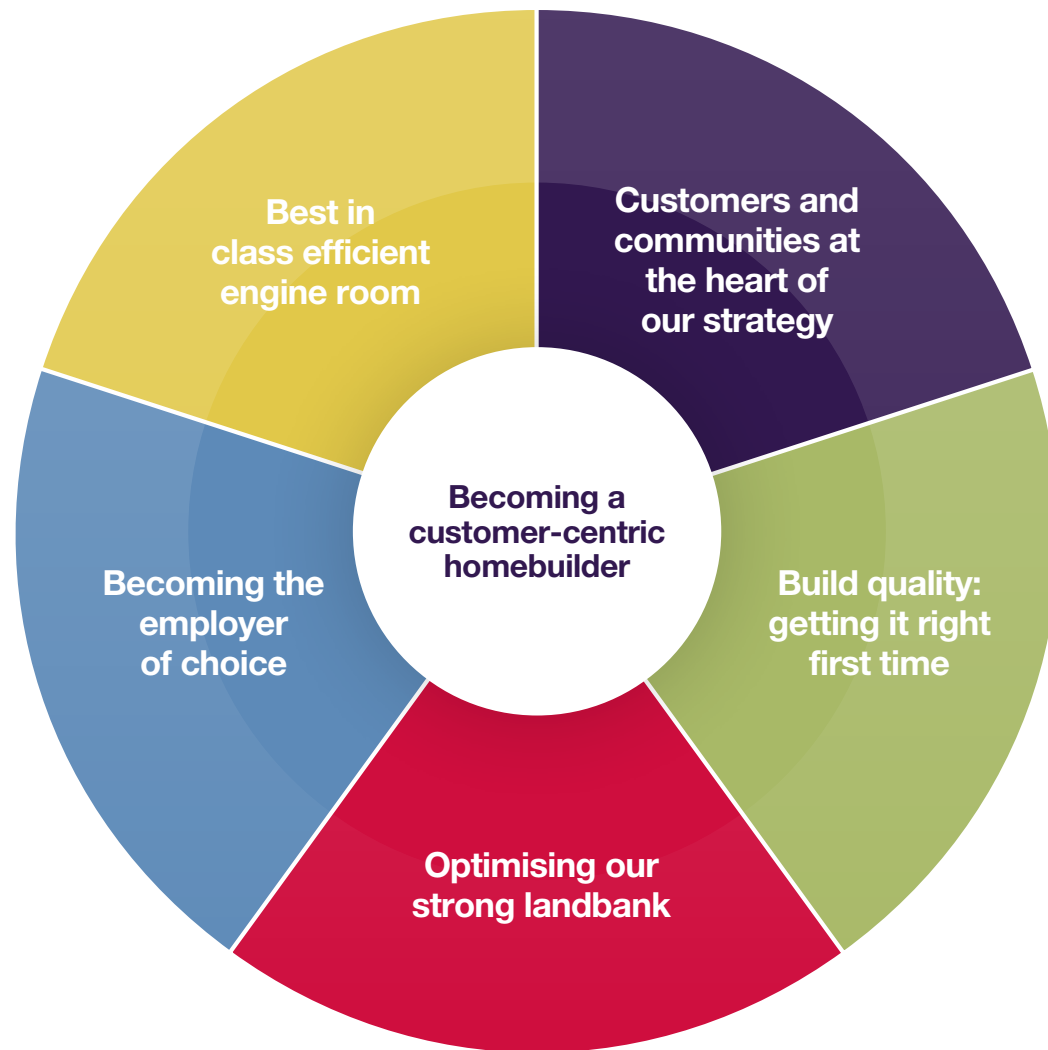 Best in
class efficient
engine room
Customers and
communities at
the heart of
our strategy
Becoming a
customer-centric
homebuilder
Becoming the
employer
of choice
Build quality:
getting it right
first time
Optimising our
strong landbank